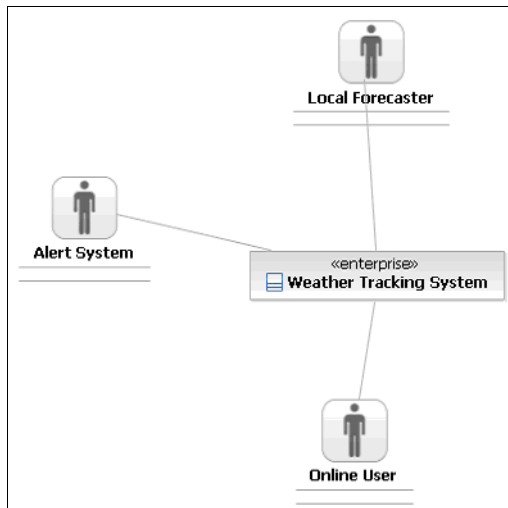 Local Forecaster
Alert System
«enterprise»
Weather Tracking System
Online User